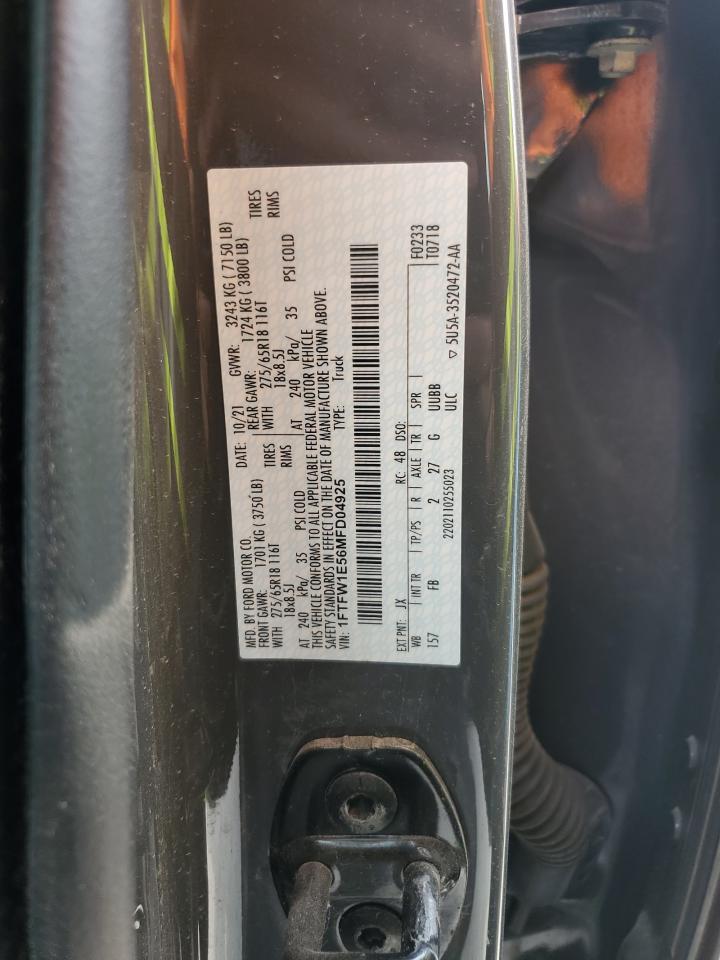 MFD. BY FORD MOTOR CO.
DATE: 10/21 GVWR: 3243 KG ( 7150 LB)
FRONT GAWR: 1701 KG ( 3750 LB) REAR GAWR: 1724 KG ( 3800 LB)
WITH 275/65R18 116T TIRES WITH 275/65R18 116T TIRES
18x8.5J RIMS 18x8.5J RIMS
AT 240 kPa/ 35 PSI COLD AT 240 kPa/ 35 PSI COLD
THIS VEHICLE CONFORMS TO ALL APPLICABLE FEDERAL MOTOR VEHICLE
SAFETY STANDARDS IN EFFECT ON THE DATE OF MANUFACTURE SHOWN ABOVE.
VIN: 1FTFW1E56MFD04925 TYPE: Truck
EXT PNT: JX RC: 48 DSO: F0233
WB INT TR TP/PS R AXLE TR SPR T0718
157 FB 2 27 G UUBB
2202110255023 ULC ▽ 5U5A-3520472-AA